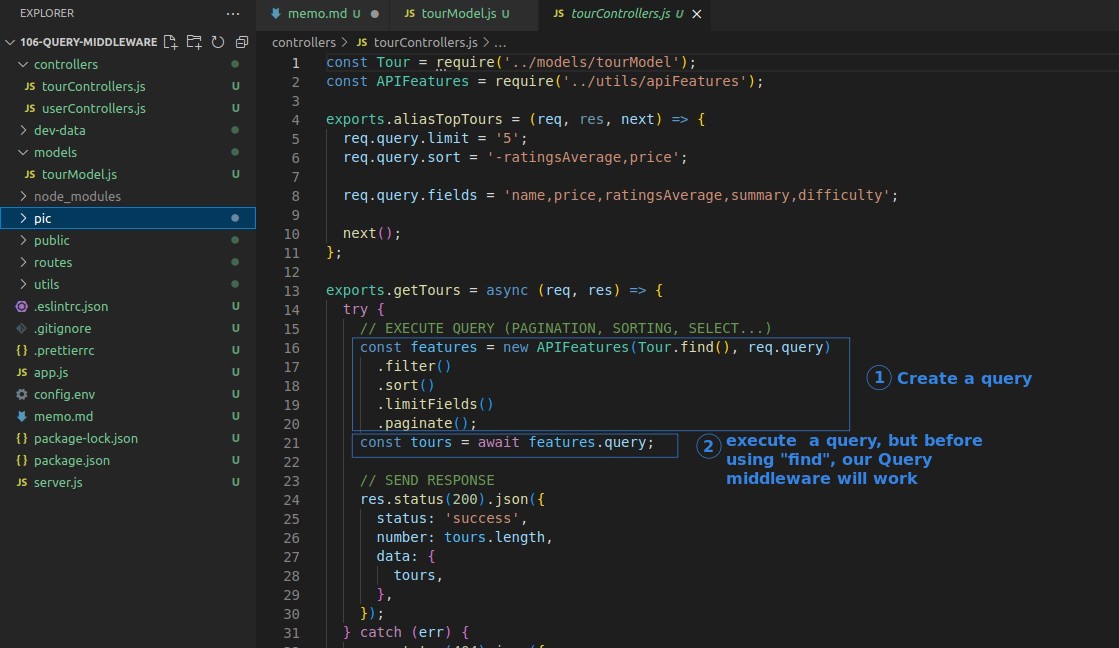 EXPLORER
106-QUERY-MIDDLEWARE
controllers
JS tourControllers.js U
JS userControllers.js U
dev-data
models
JS tourModel.js U
node_modules
pic
public
routes
utils
.eslintrc.json U
.gitignore U
{} .prettierrc U
JS app.js U
config.env U
memo.md U
{} package-lock.json U
{} package.json U
JS server.js U
memo.md U
JS tourModel.js U
JS tourControllers.js U
controllers > JS tourControllers.js > ...
1 const Tour = require('../models/tourModel');
2 const APIFeatures = require('../utils/apiFeatures');
3
4 exports.aliasTopTours = (req, res, next) => {
5 req.query.limit = '5';
6 req.query.sort = '-ratingsAverage,price';
7
8 req.query.fields = 'name,price,ratingsAverage,summary,difficulty';
9
10 next();
11 };
12
13 exports.getTours = async (req, res) => {
14 try {
15 // EXECUTE QUERY (PAGINATION, SORTING, SELECT...)
16 const features = new APIFeatures(Tour.find(), req.query)
17 .filter()
18 .sort()
19 .limitFields()
20 .paginate();
21 const tours = await features.query;
22
23 // SEND RESPONSE
24 res.status(200).json({
25 status: 'success',
26 number: tours.length,
27 data: {
28 tours,
29 },
30 });
31 } catch (err) {
1 Create a query
2 execute a query, but before
using "find", our Query
middleware will work